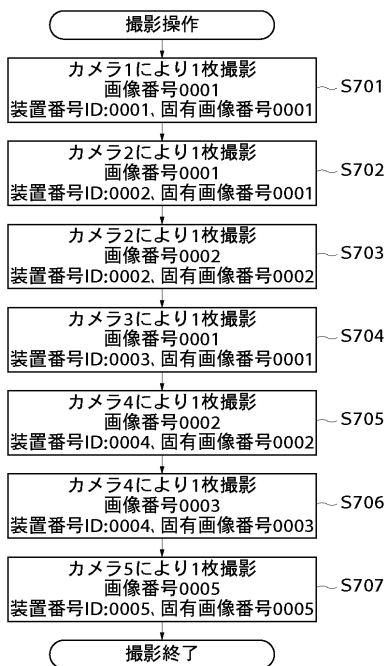 撮影操作
カメラ1により1枚撮影
画像番号0001
装置番号ID:0001、固有画像番号0001
S701
カメラ2により1枚撮影
画像番号0001
装置番号ID:0002、固有画像番号0001
S702
カメラ2により1枚撮影
画像番号0002
装置番号ID:0002、固有画像番号0002
S703
カメラ3により1枚撮影
画像番号0001
装置番号ID:0003、固有画像番号0001
S704
カメラ4により1枚撮影
画像番号0002
装置番号ID:0004、固有画像番号0002
S705
カメラ4により1枚撮影
画像番号0003
装置番号ID:0004、固有画像番号0003
S706
カメラ5により1枚撮影
画像番号0005
装置番号ID:0005、固有画像番号0005
S707
撮影終了